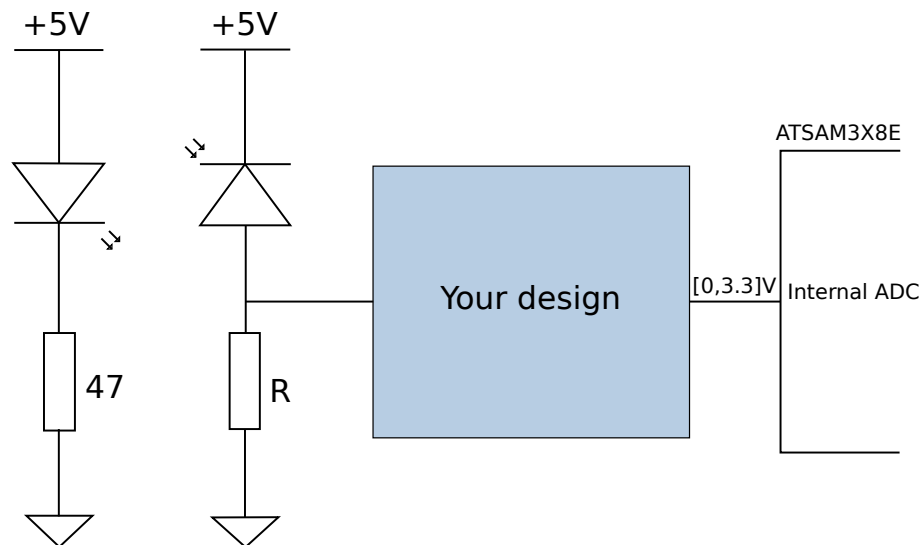 +5V
+5V
ATSAM3X8E
[0,3.3]V
Internal ADC
Your design
47
R